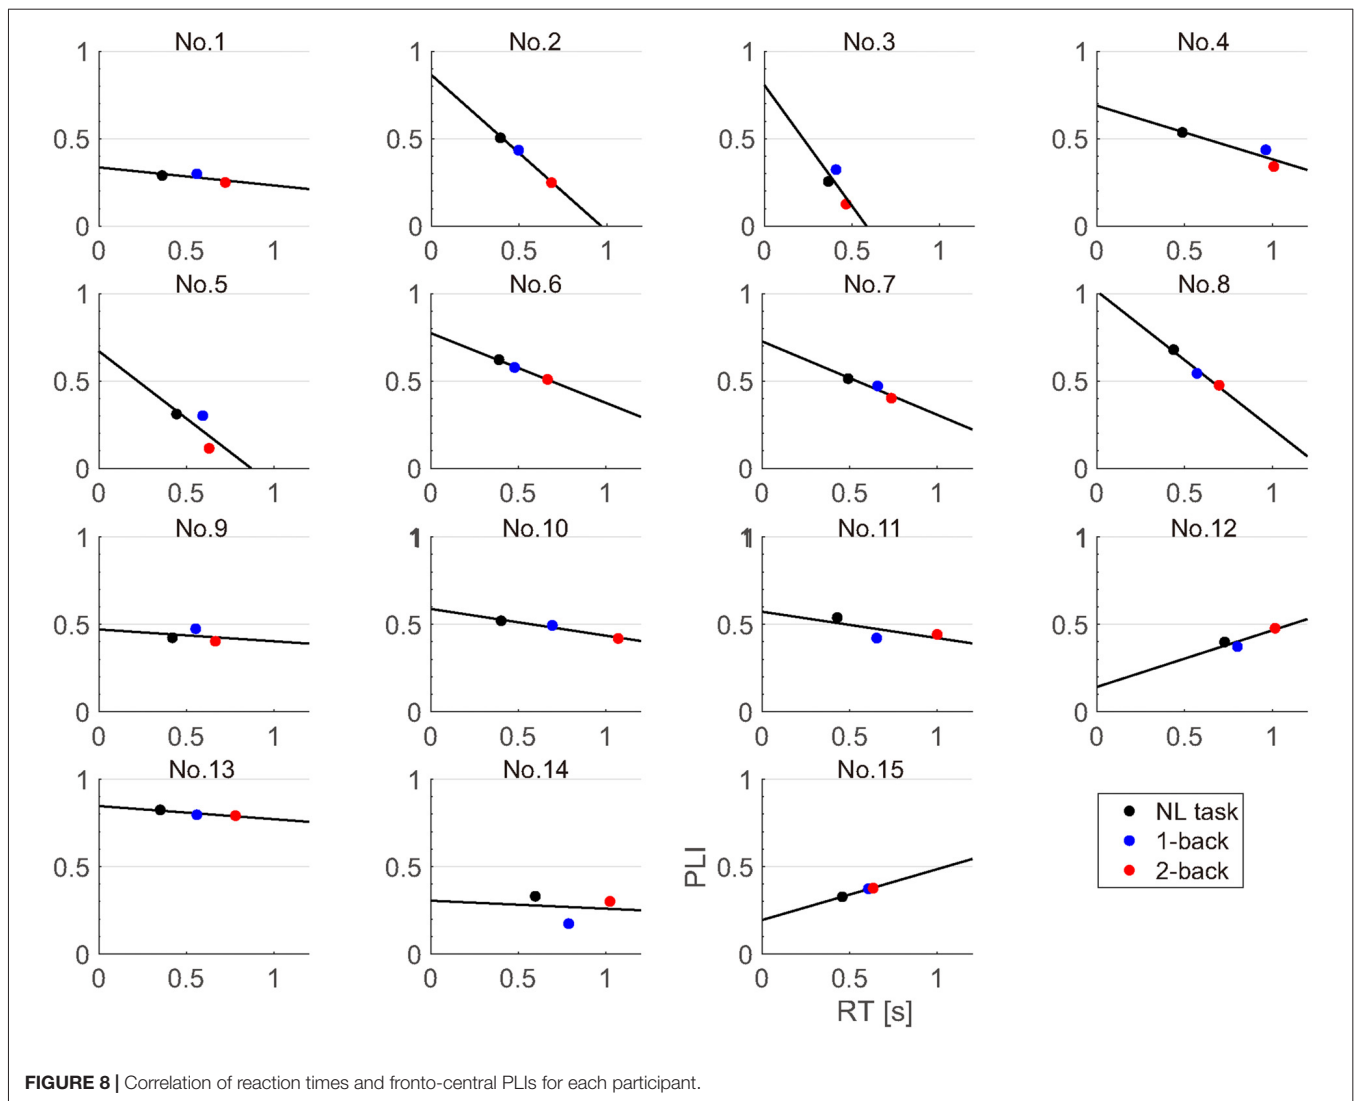 No.1 No.2 No.3 No.4
1 1 1 1
0.5 0.5 0.5 0.5
0 0 0 0
0 0.5 1 0 0.5 1 0 0.5 1 0 0.5 1
No.5 No.6 No.7 No.8
1 1 1 1
0.5 0.5 0.5 0.5
0 0 0 0
0 0.5 1 0 0.5 1 0 0.5 1 0 0.5 1
No.9 No.10 No.11 No.12
1 1 1 1
0.5 0.5 0.5 0.5
0 0 0 0
0 0.5 1 0 0.5 1 0 0.5 1 0 0.5 1
No.13 No.14 No.15
1 1 1
0.5 0.5 0.5
0 0 0
0 0.5 1 0 0.5 1 0 0.5 1
PLI
RT [s]
NL task
1-back
2-back
FIGURE 8 | Correlation of reaction times and fronto-central PLIs for each participant.